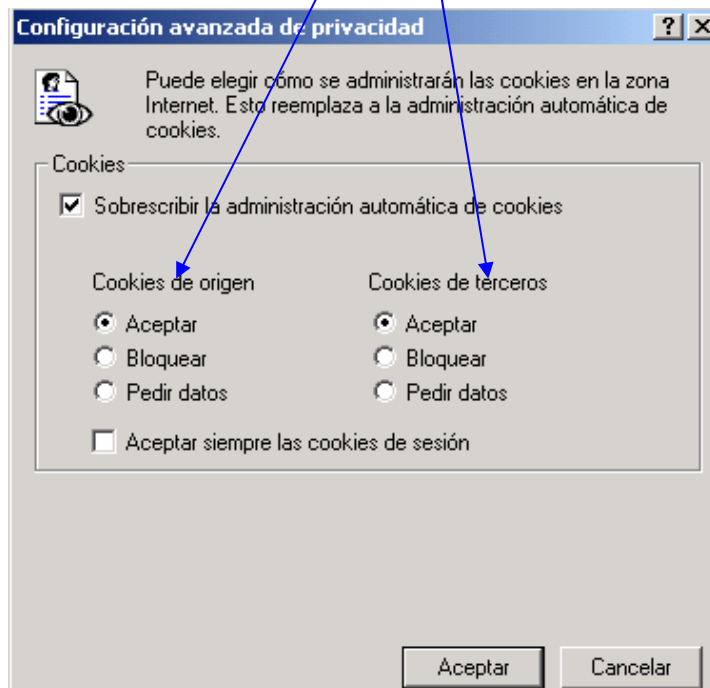 Configuración avanzada de privacidad
Puede elegir cómo se administrarán las cookies en la zona
Internet. Esto reemplaza a la administración automática de
cookies.
Cookies
Sobrescribir la administración automática de cookies
Cookies de origen Cookies de terceros
Aceptar Aceptar
Bloquear Bloquear
Pedir datos Pedir datos
Aceptar siempre las cookies de sesión
Aceptar Cancelar